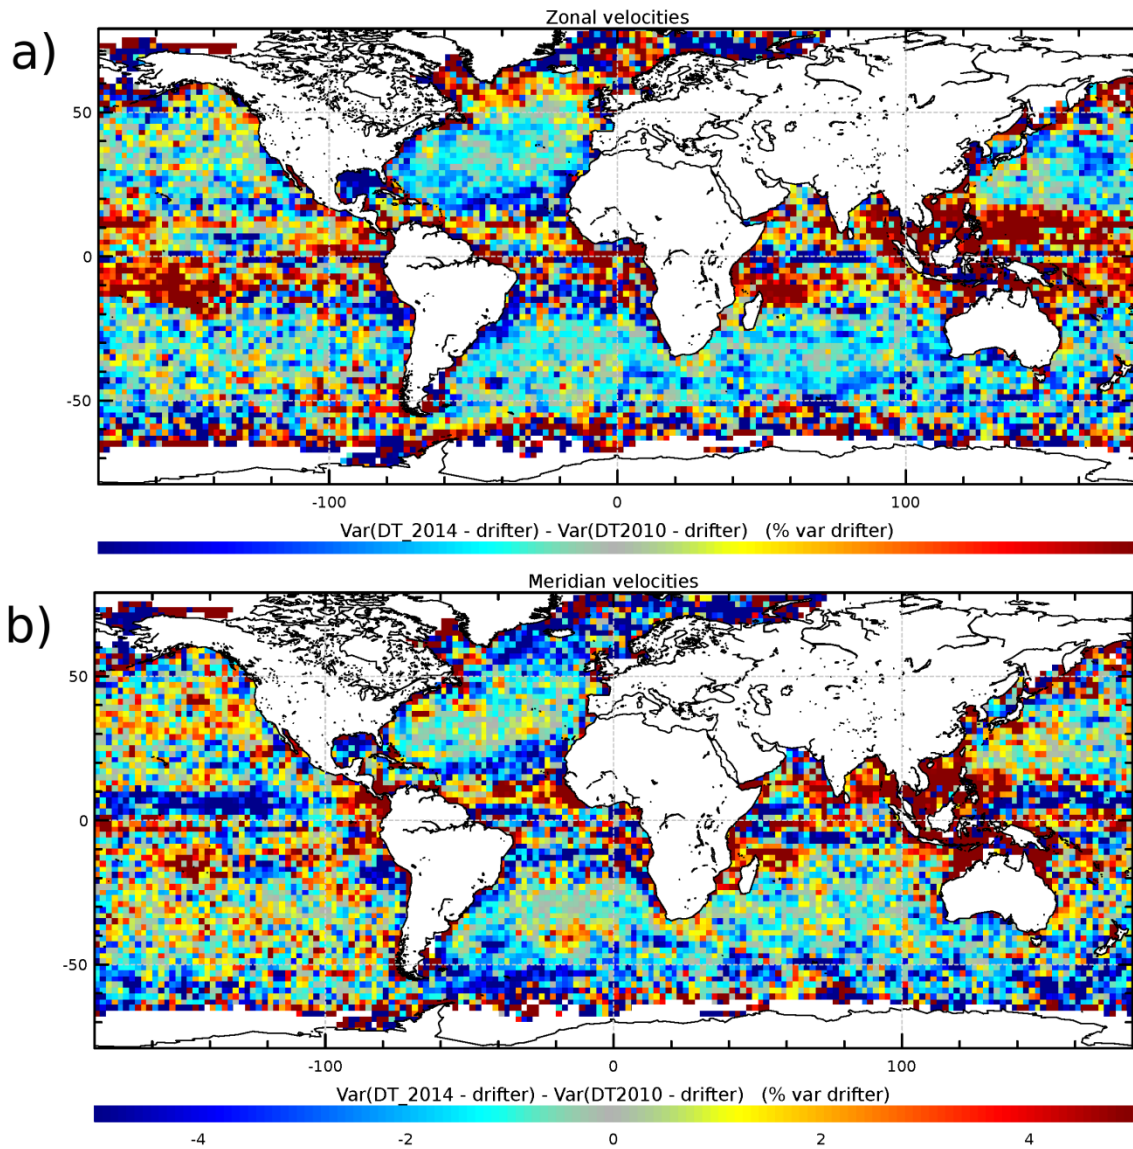 Zonal velocities
a)
50
0
-50
-100 0 100
Var(DT_2014 - drifter) - Var(DT2010 - drifter) (% var drifter)
Meridian velocities
b)
50
0
-50
-100 0 100
Var(DT_2014 - drifter) - Var(DT2010 - drifter) (% var drifter)
-4 -2 0 2 4